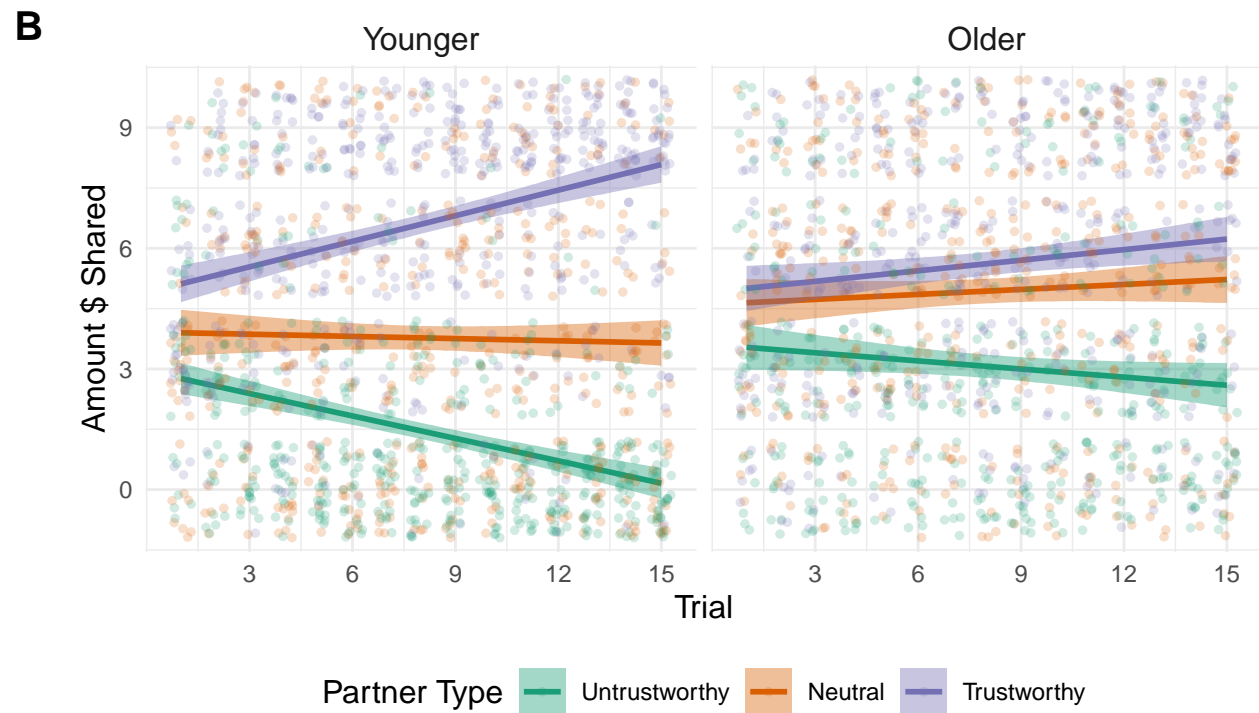 B
Younger Older
Amount $ Shared
9
6
3
0
3 6 9 12 15 3 6 9 12 15
Trial
Partner Type Untrustworthy Neutral Trustworthy